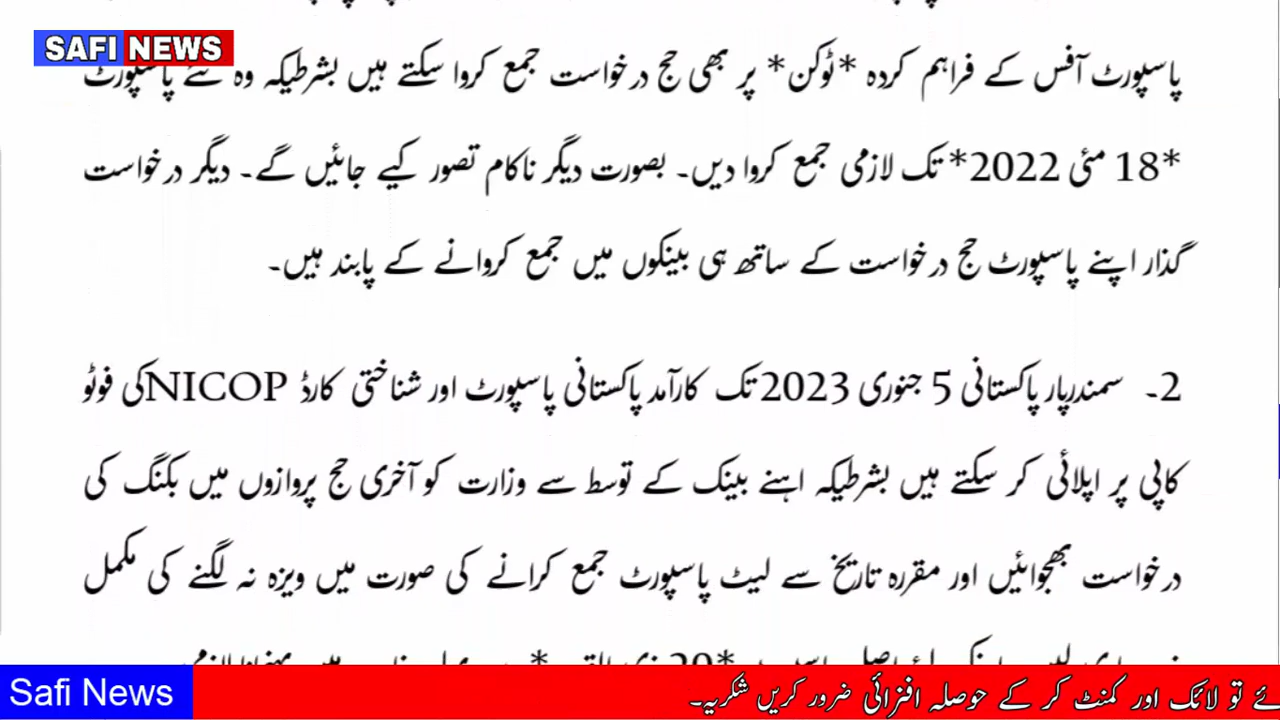 SAFI NEWS
پاسپورٹ آفس کے فراہم کردہ *ٹوکن* پر بھی حج درخواست جمع کروا سکتے ہیں بشرطیکہ وہ نئے پاسپورٹ
*18 مئی 2022* تک لازمی جمع کروا دیں۔ بصورت دیگر ناکام تصور کیے جائیں گے۔ دیگر درخواست
گذار اپنے پاسپورٹ حج درخواست کے ساتھ ہی بینکوں میں جمع کروانے کے پابند ہیں۔
2۔ سمندرپار پاکستانی 5 جنوری 2023 تک کارآمد پاکستانی پاسپورٹ اور شناختی کارڈ NICOPکی فوٹو
کاپی پر اپلائی کر سکتے ہیں بشرطیکہ اہنے بینک کے توسط سے وزارت کو آخری حج پروازوں میں بکنگ کی
درخواست بھجوائیں اور مقررہ تاریخ سے لیٹ پاسپورٹ جمع کرانے کی صورت میں ویزہ نہ لگنے کی مکمل
Safi News
ئے تو لائک اور کمنٹ کر کے حوصلہ افزائی ضرور کریں شکریہ۔